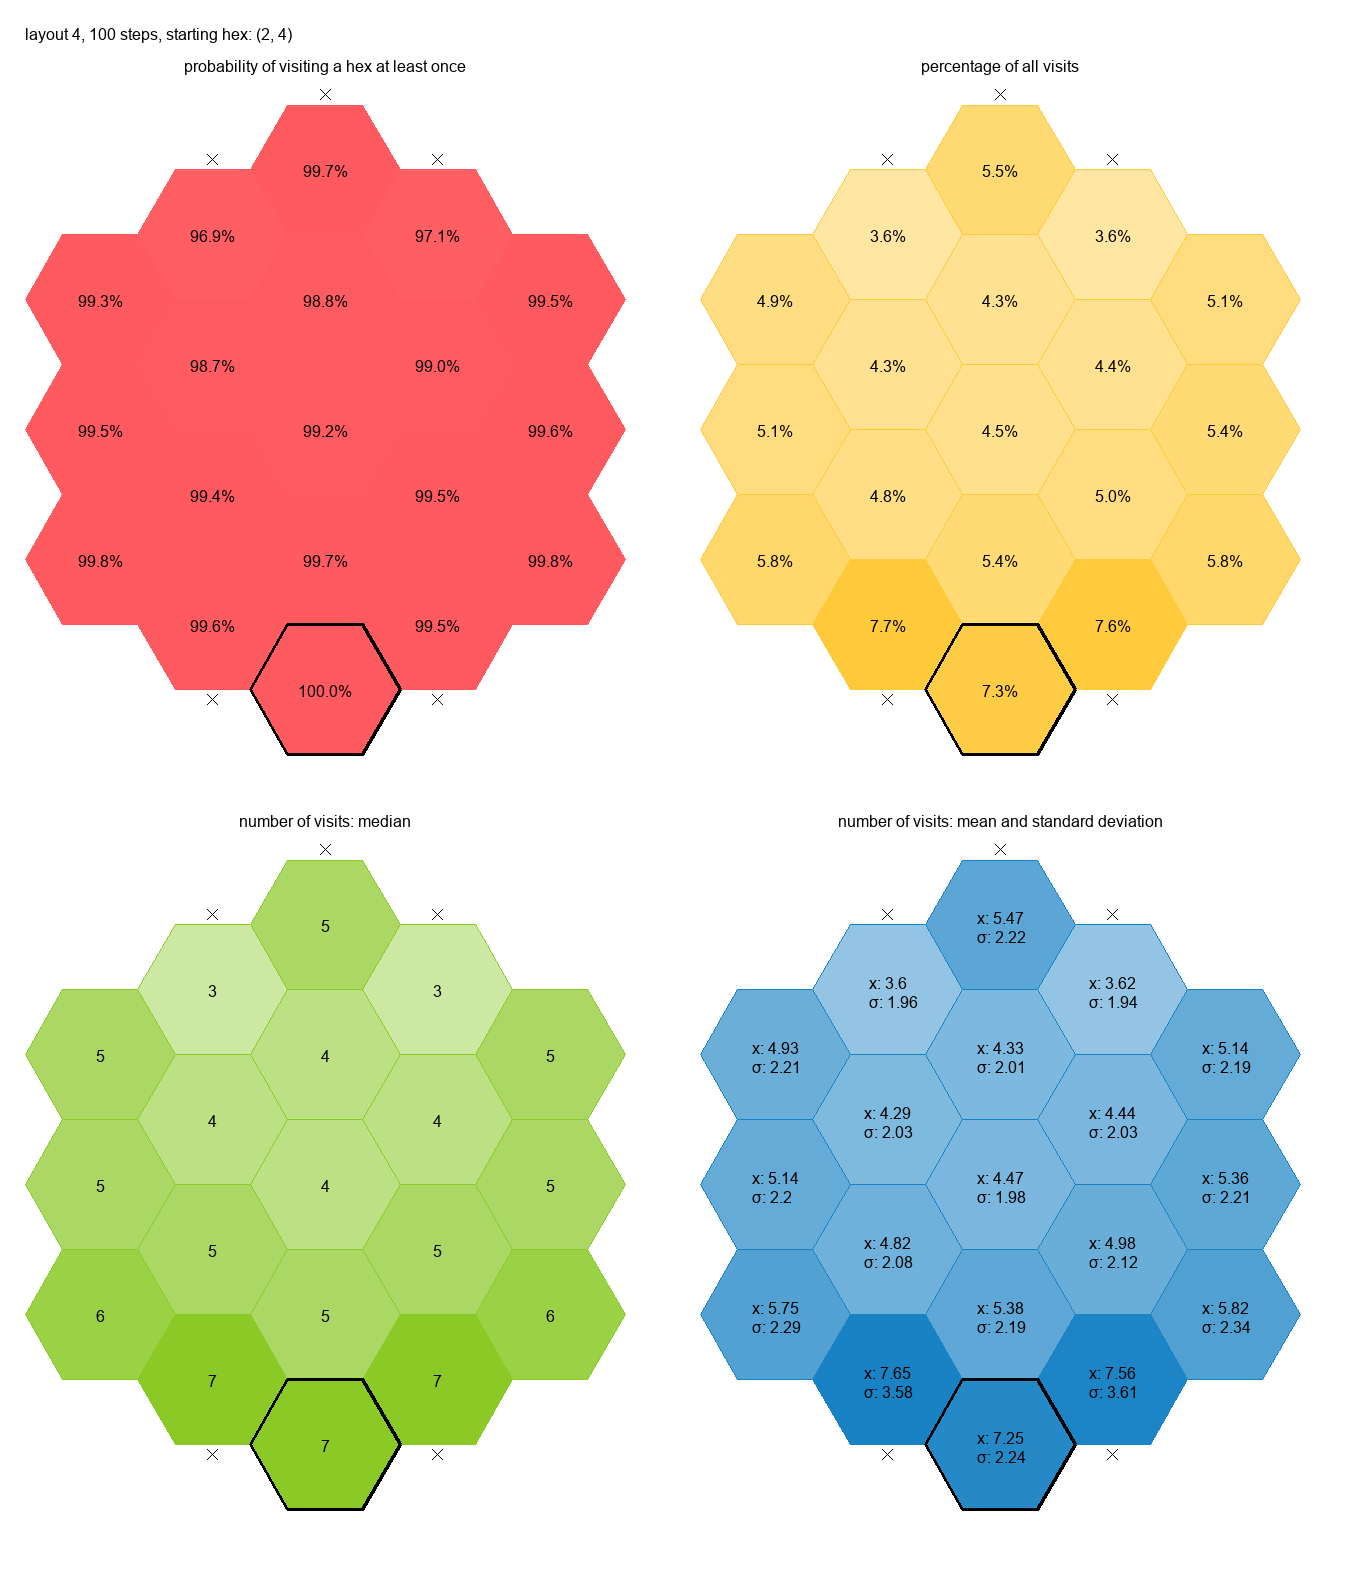 layout 4, 100 steps, starting hex: (2, 4)
probability of visiting a hex at least once
99.7%
96.9%
97.1%
99.3%
98.8%
99.5%
98.7%
99.0%
99.5%
99.2%
99.6%
99.4%
99.5%
99.8%
99.7%
99.8%
99.6%
99.5%
100.0%
percentage of all visits
5.5%
3.6%
3.6%
4.9%
4.3%
5.1%
4.3%
4.4%
5.1%
4.5%
5.4%
4.8%
5.0%
5.8%
5.4%
5.8%
7.7%
7.6%
7.3%
number of visits: median
5
3
3
5
4
5
4
4
5
4
5
5
5
6
5
6
7
7
7
number of visits: mean and standard deviation
x: 5.47
σ: 2.22
x: 3.6
σ: 1.96
x: 3.62
σ: 1.94
x: 4.93
σ: 2.21
x: 4.33
σ: 2.01
x: 5.14
σ: 2.19
x: 4.29
σ: 2.03
x: 4.44
σ: 2.03
x: 5.14
σ: 2.2
x: 4.47
σ: 1.98
x: 5.36
σ: 2.21
x: 4.82
σ: 2.08
x: 4.98
σ: 2.12
x: 5.75
σ: 2.29
x: 5.38
σ: 2.19
x: 5.82
σ: 2.34
x: 7.65
σ: 3.58
x: 7.56
σ: 3.61
x: 7.25
σ: 2.24